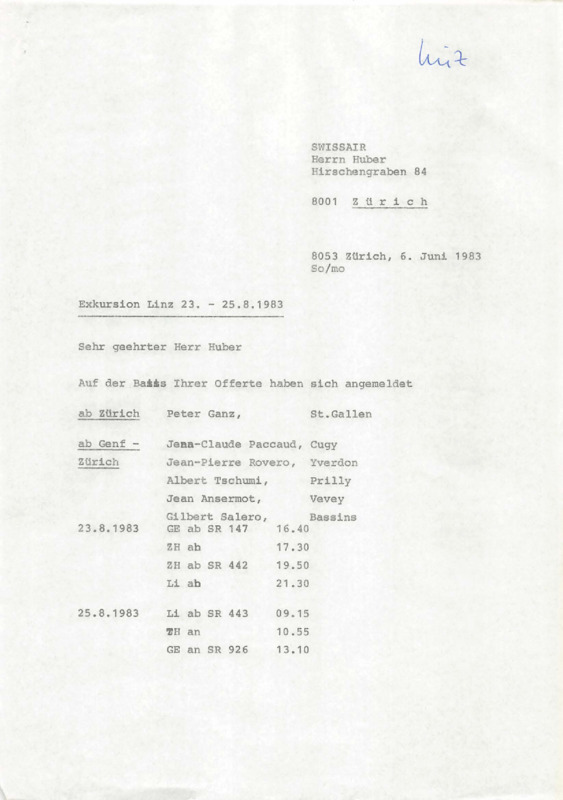 Linz
SWISSAIR
Herrn Huber
Hirschengraben 84
8001 Z ü r i c h
8053 Zürich, 6. Juni 1983
So/mo
Exkursion Linz 23. - 25.8.1983
Sehr geehrter Herr Huber
Auf der Basis Ihrer Offerte haben sich angemeldet
ab Zürich Peter Ganz, St.Gallen
ab Genf - Jean-Claude Paccaud, Cugy
Zürich Jean-Pierre Rovero, Yverdon
Albert Tschumi, Prilly
Jean Ansermot, Vevey
Gilbert Salero, Bassins
23.8.1983 GE ab SR 147 16.40
ZH ab 17.30
ZH ab SR 442 19.50
Li ab 21.30
25.8.1983 Li ab SR 443 09.15
ZH an 10.55
GE an SR 926 13.10